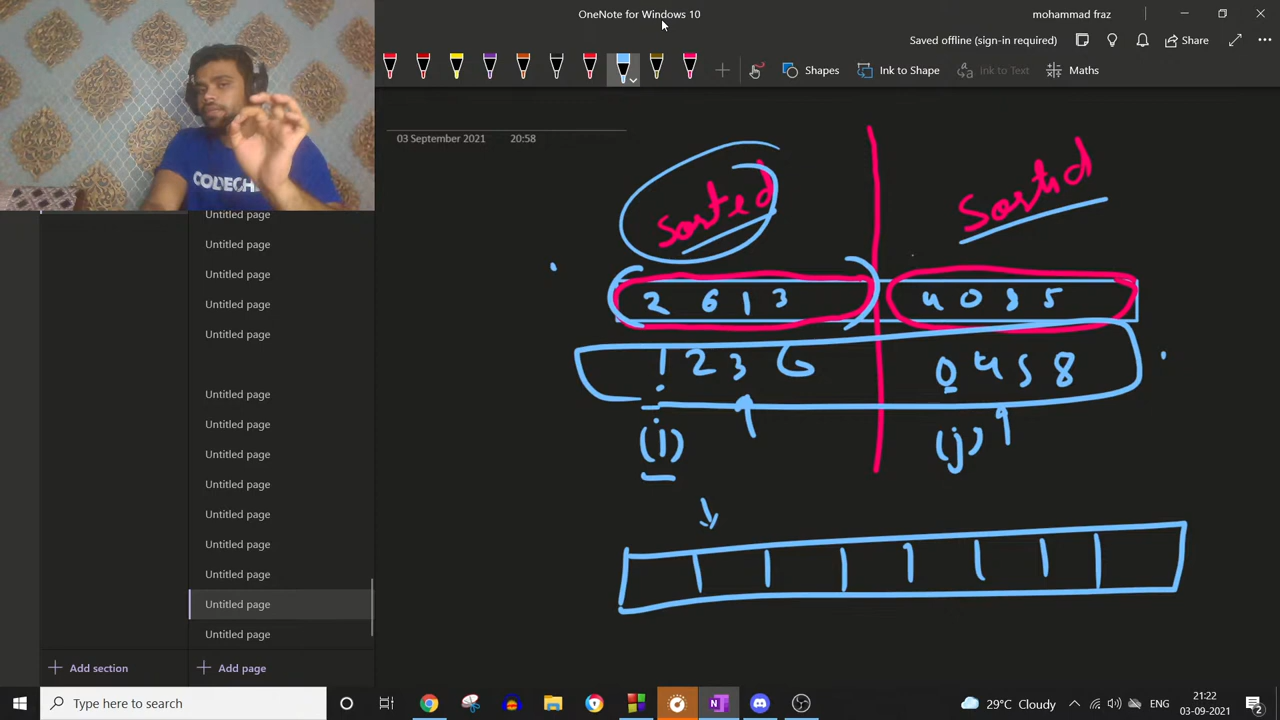 OneNote for Windows 10
mohammad fraz
Saved offline (sign-in required)
Share
Shapes
Ink to Shape
Ink to Text
Maths
03 September 2021 20:58
Untitled page
Untitled page
Untitled page
Untitled page
Untitled page
Untitled page
Untitled page
Untitled page
Untitled page
Untitled page
Untitled page
Untitled page
Untitled page
Untitled page
Add section
Add page
Sorted
Sorted
2 6 1 3
4 0 8 5
1 2 3 6
0 4 5 8
(i)
(j)
Type here to search
29°C Cloudy
ENG
21:22
03-09-2021